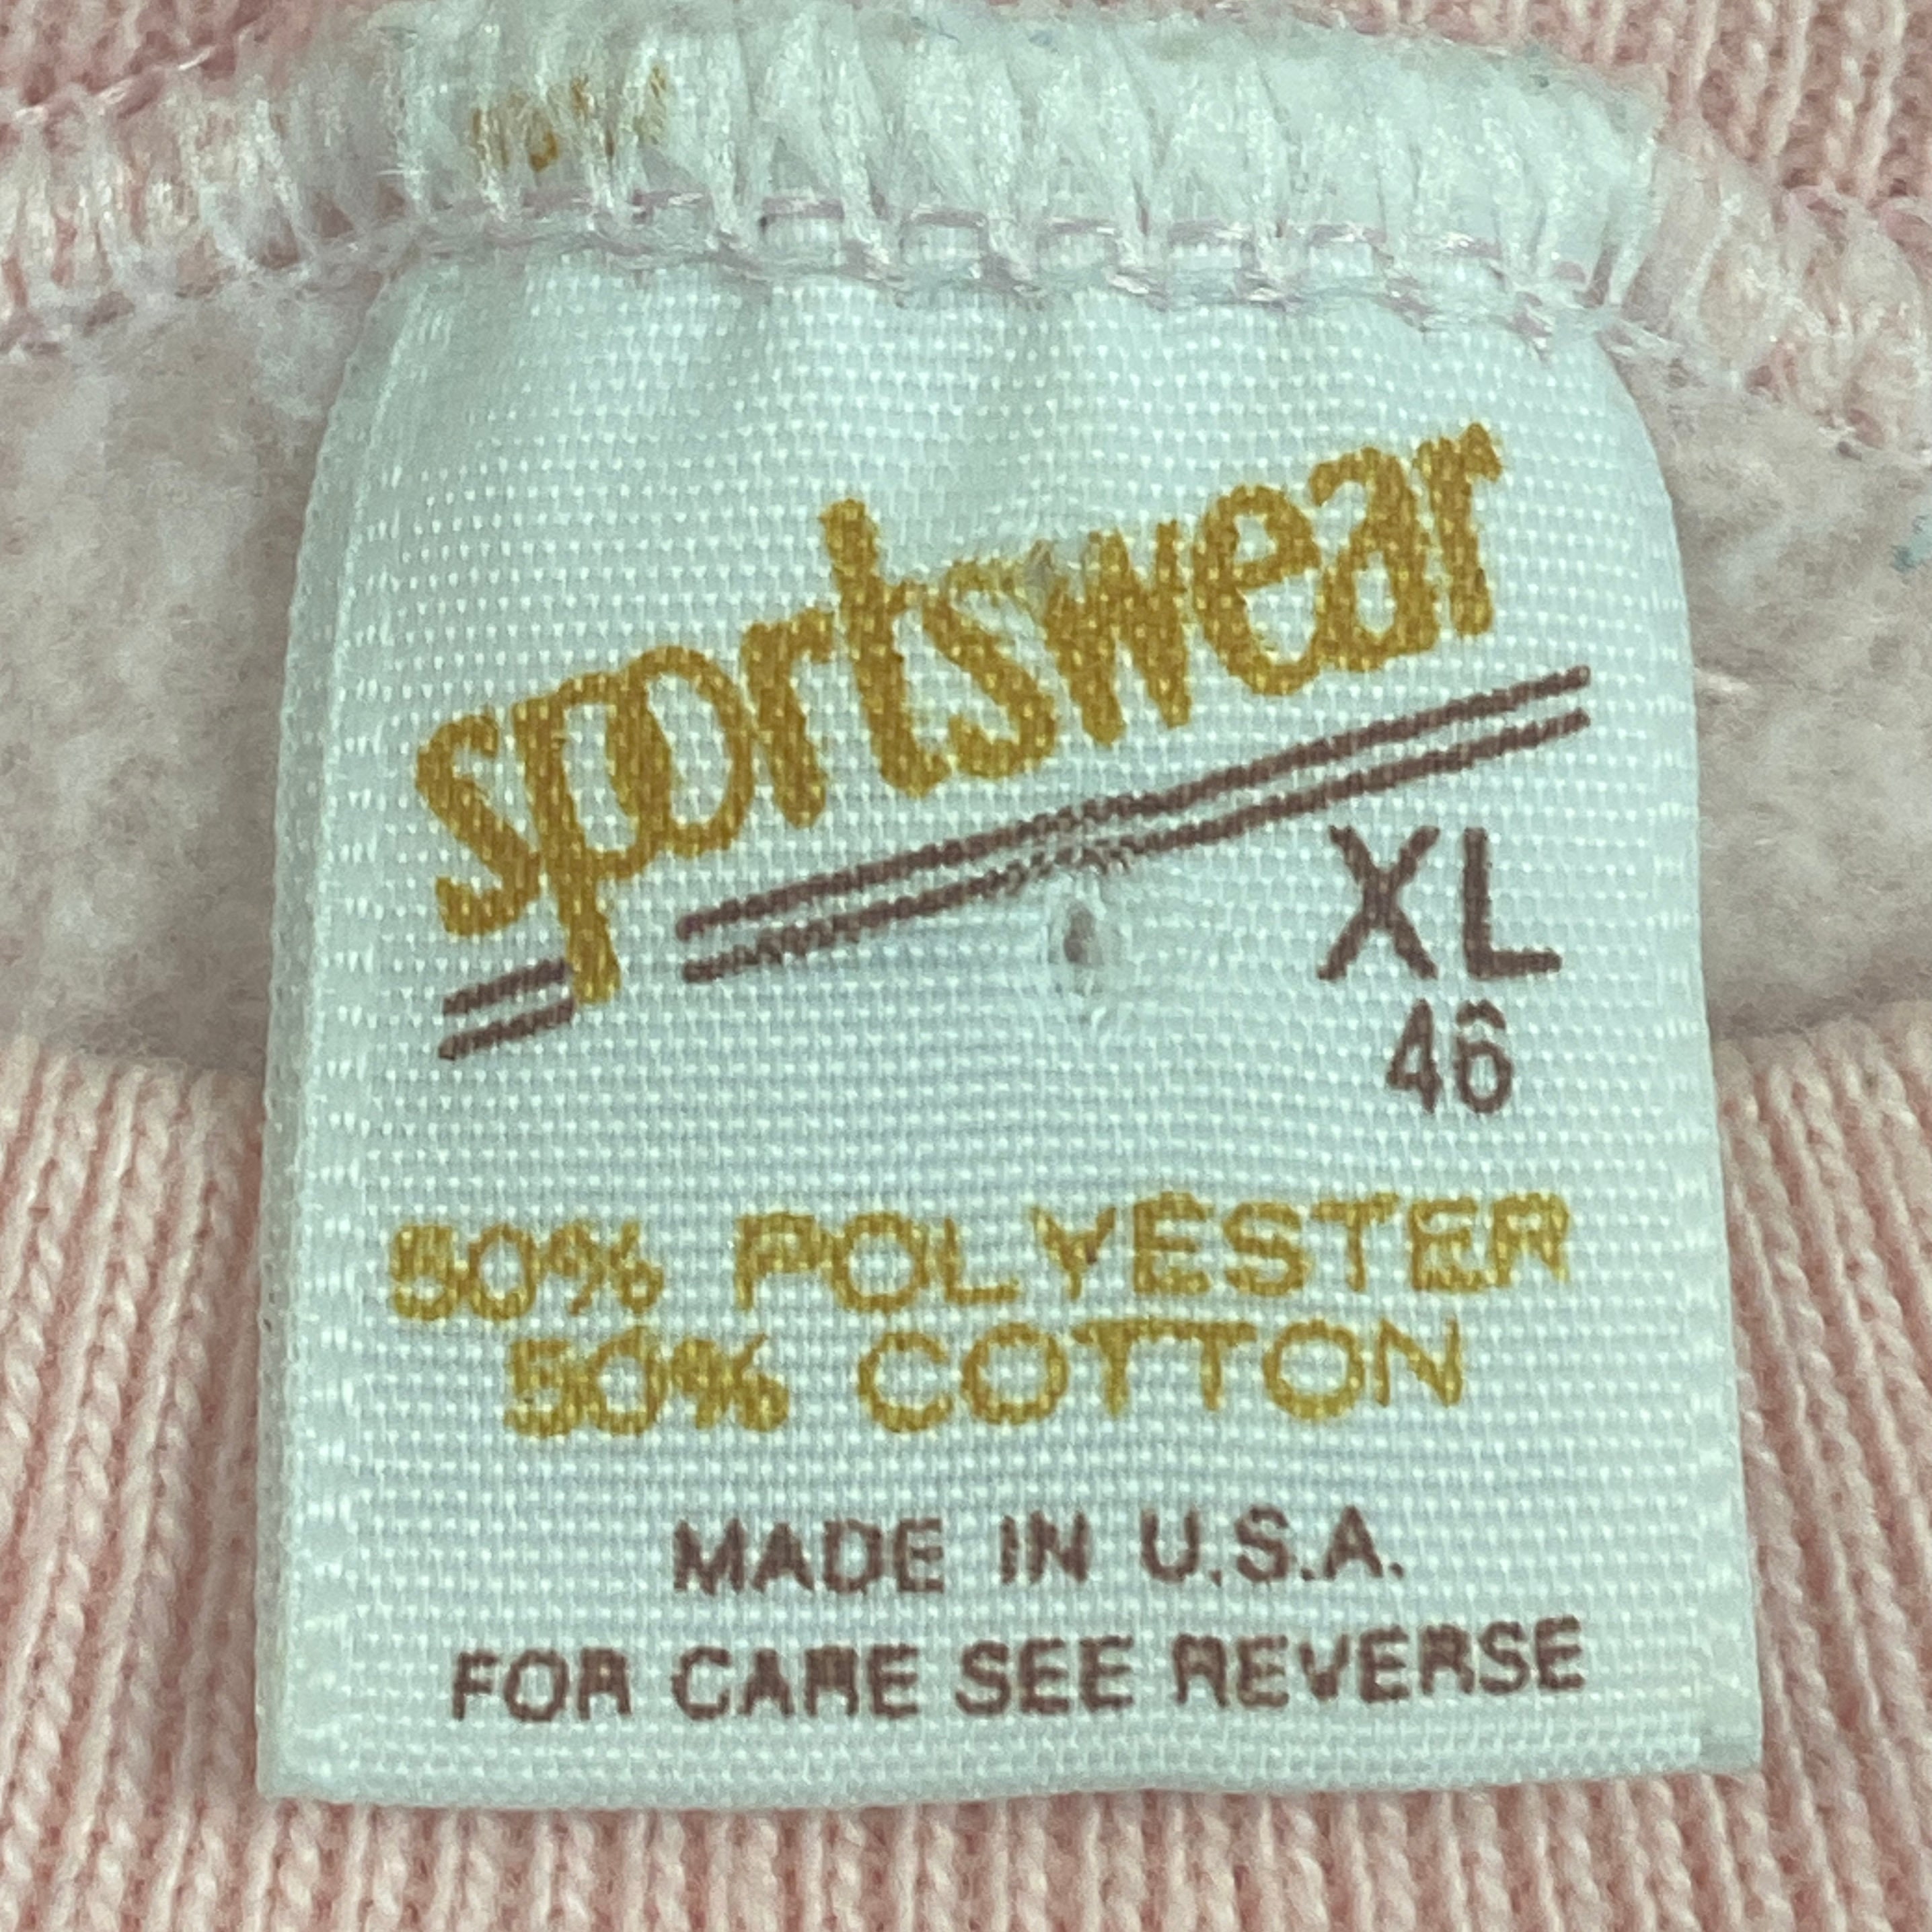 sportswear
XL
46
50% POLYESTER
50% COTTON
MADE IN U.S.A.
FOR CARE SEE REVERSE